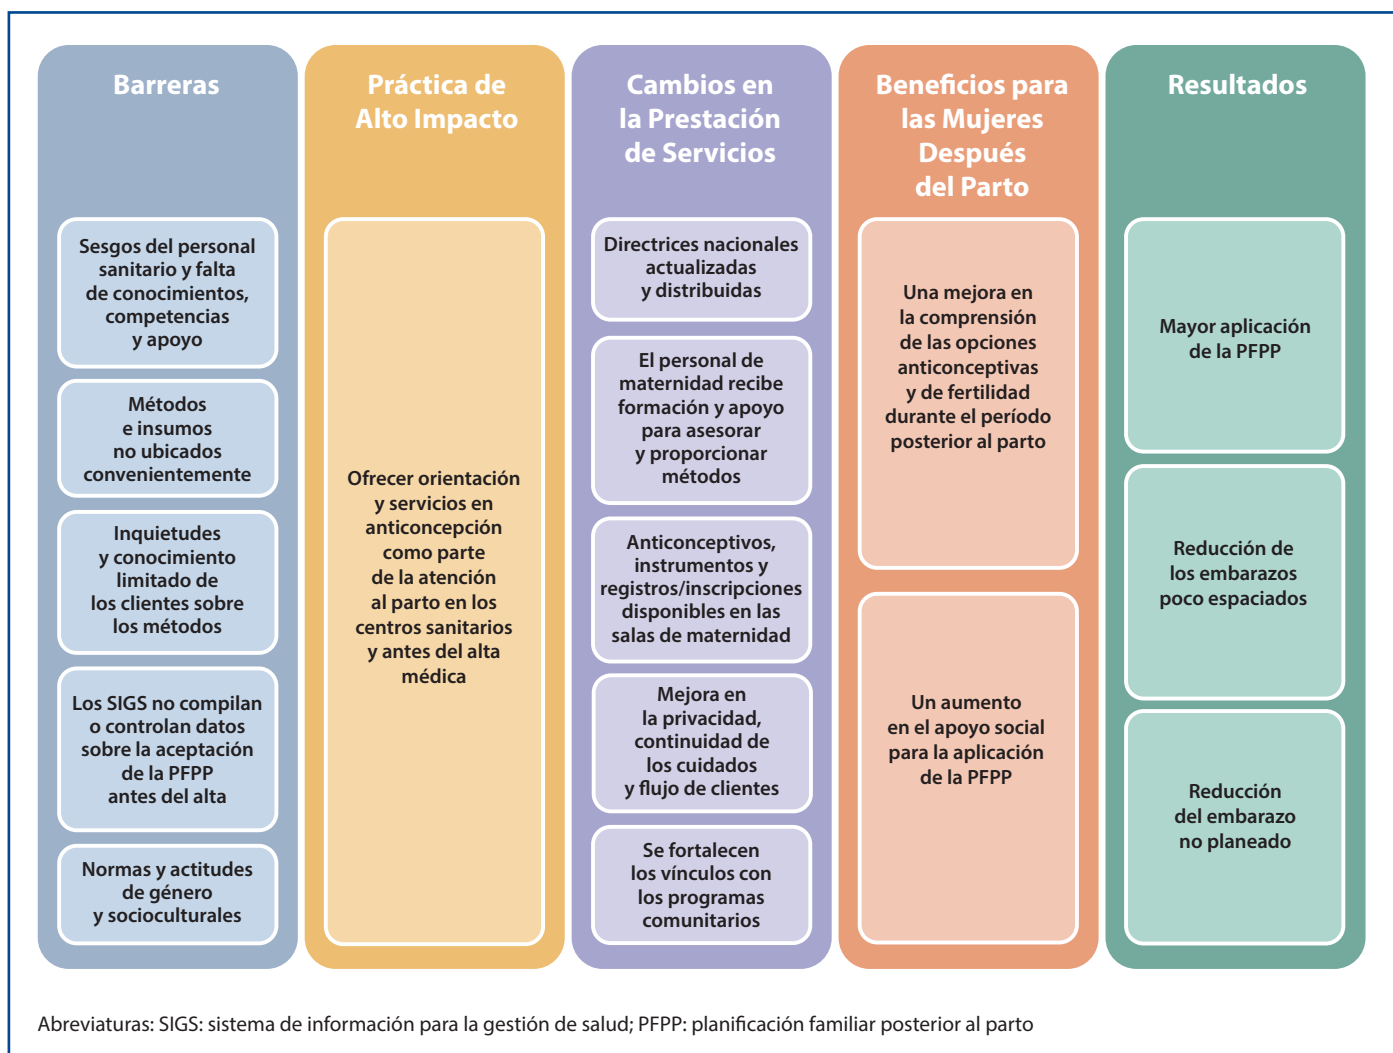 Barreras
Sesgos del personal
sanitario y falta
de conocimientos,
competencias
y apoyo
Métodos
e insumos
no ubicados
convenientemente
Inquietudes
y conocimiento
limitado de
los clientes sobre
los métodos
Los SIGS no compilan
o controlan datos
sobre la aceptación
de la PFPP
antes del alta
Normas y actitudes
de género
y socioculturales
Práctica de
Alto Impacto
Ofrecer orientación
y servicios en
anticoncepción
como parte
de la atención
al parto en los
centros sanitarios
y antes del alta
médica
Cambios en
la Prestación
de Servicios
Directrices nacionales
actualizadas
y distribuidas
El personal de
maternidad recibe
formación y apoyo
para asesorar
y proporcionar
métodos
Anticonceptivos,
instrumentos y
registros/inscripciones
disponibles en las
salas de maternidad
Mejora en
la privacidad,
continuidad de
los cuidados
y flujo de clientes
Se fortalecen
los vínculos con
los programas
comunitarios
Beneficios para
las Mujeres
Después
del Parto
Una mejora en
la comprensión
de las opciones
anticonceptivas
y de fertilidad
durante el período
posterior al parto
Un aumento
en el apoyo social
para la aplicación
de la PFPP
Resultados
Mayor aplicación
de la PFPP
Reducción de
los embarazos
poco espaciados
Reducción
del embarazo
no planeado
Abreviaturas: SIGS: sistema de información para la gestión de salud; PFPP: planificación familiar posterior al parto